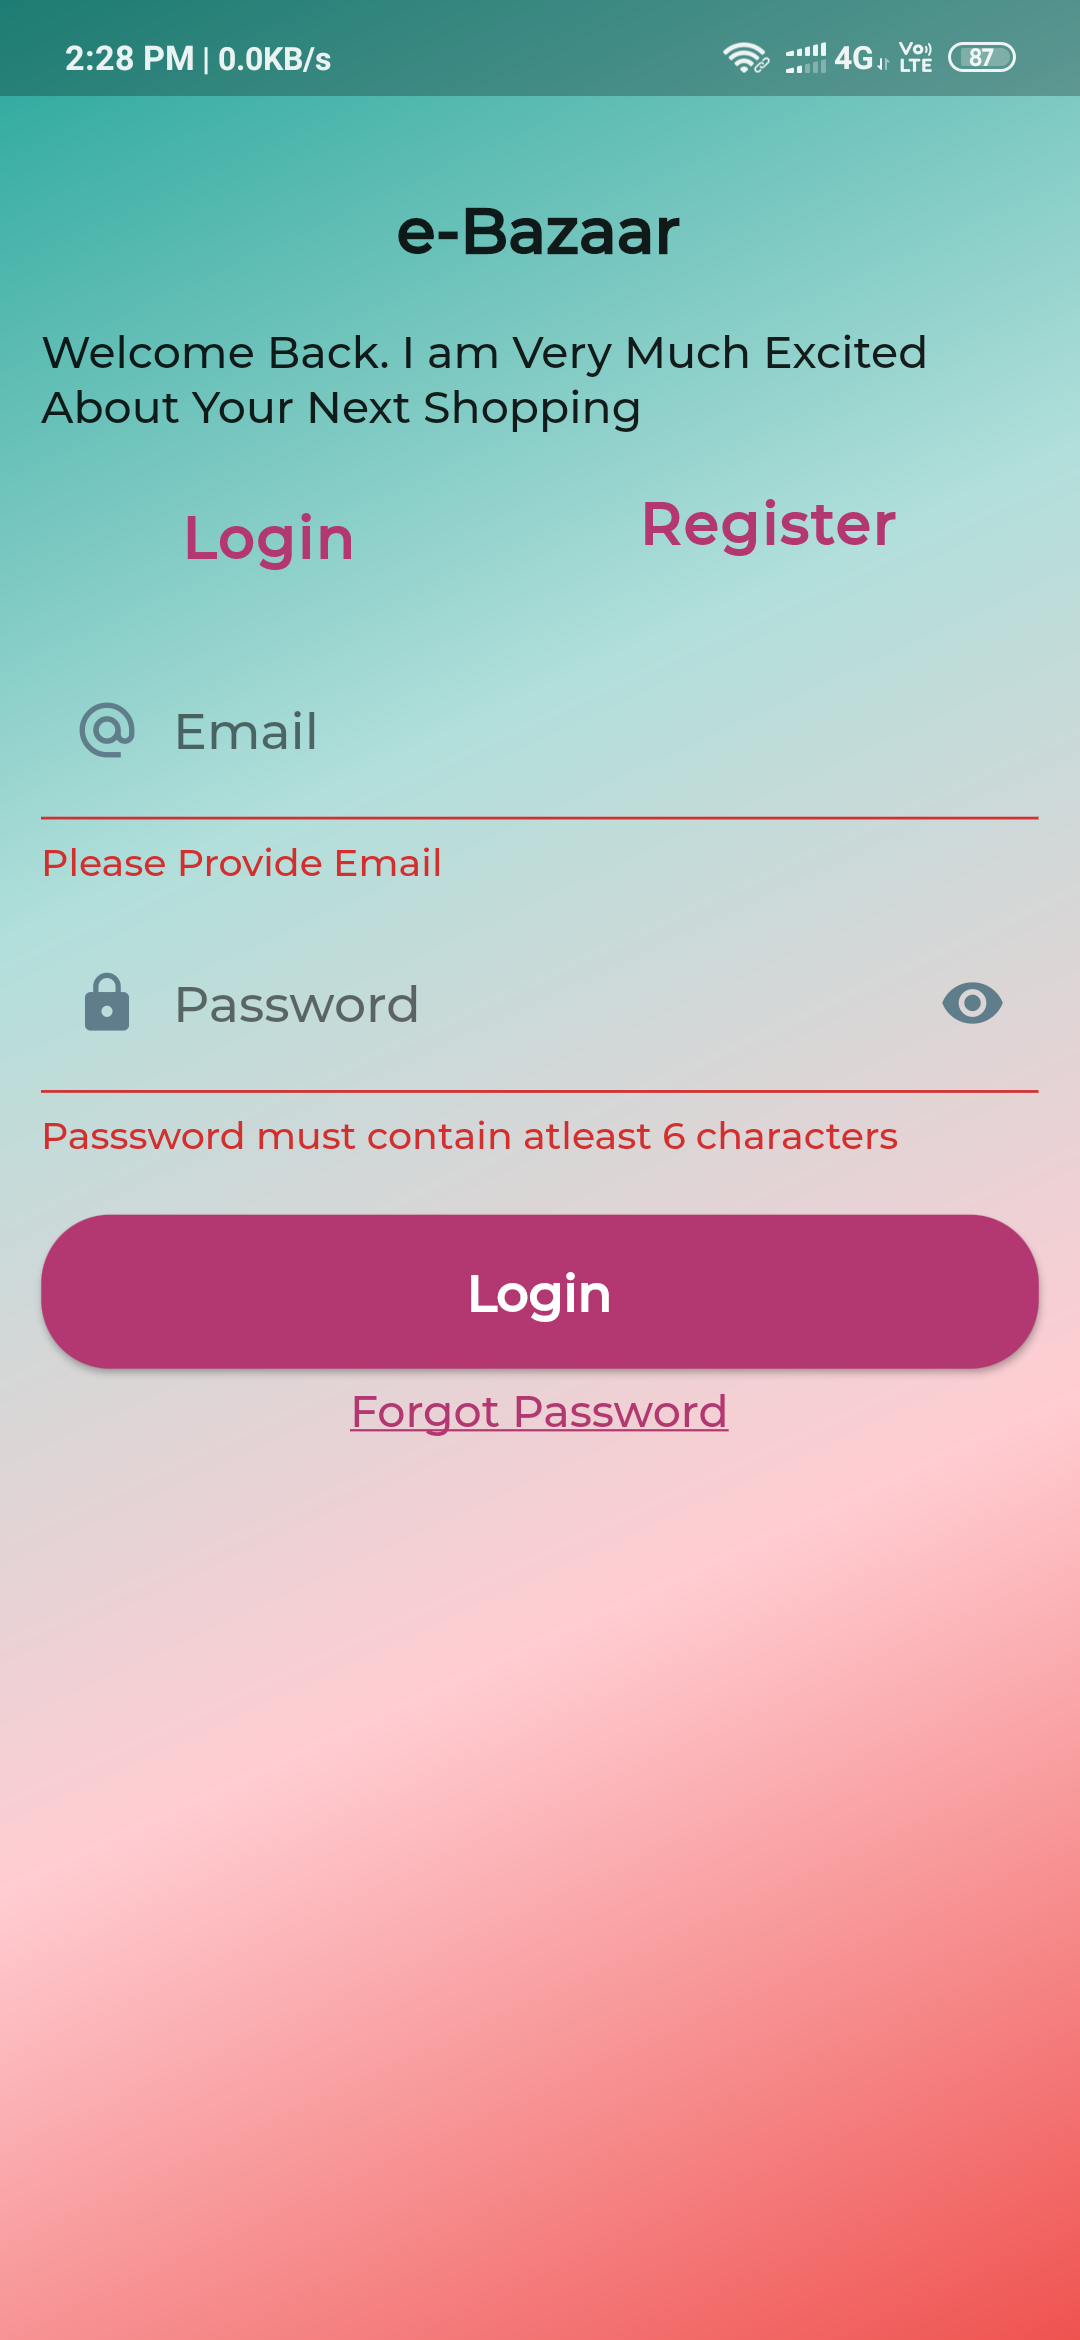 2:28 PM | 0.0KB/s 4G Vo LTE 87
e-Bazaar
Welcome Back. I am Very Much Excited
About Your Next Shopping
Login Register
Email
Please Provide Email
Password
Passsword must contain atleast 6 characters
Login
Forgot Password